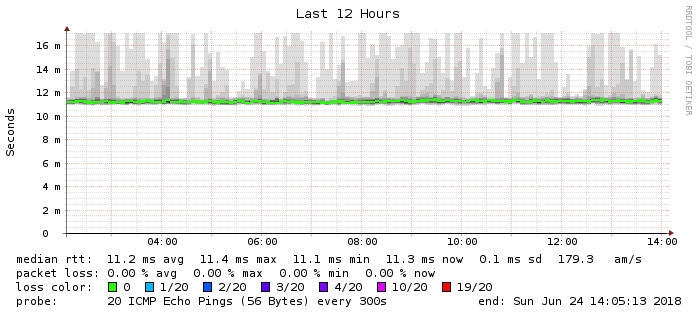 Last 12 Hours
RRDTOOL / TOBI OETIKER
Seconds
16 m
14 m
12 m
10 m
8 m
6 m
4 m
2 m
0
04:00 06:00 08:00 10:00 12:00 14:00
median rtt: 11.2 ms avg 11.4 ms max 11.1 ms min 11.3 ms now 0.1 ms sd 179.3 am/s
packet loss: 0.00 % avg 0.00 % max 0.00 % min 0.00 % now
loss color: 0 1/20 2/20 3/20 4/20 10/20 19/20
probe: 20 ICMP Echo Pings (56 Bytes) every 300s end: Sun Jun 24 14:05:13 2018